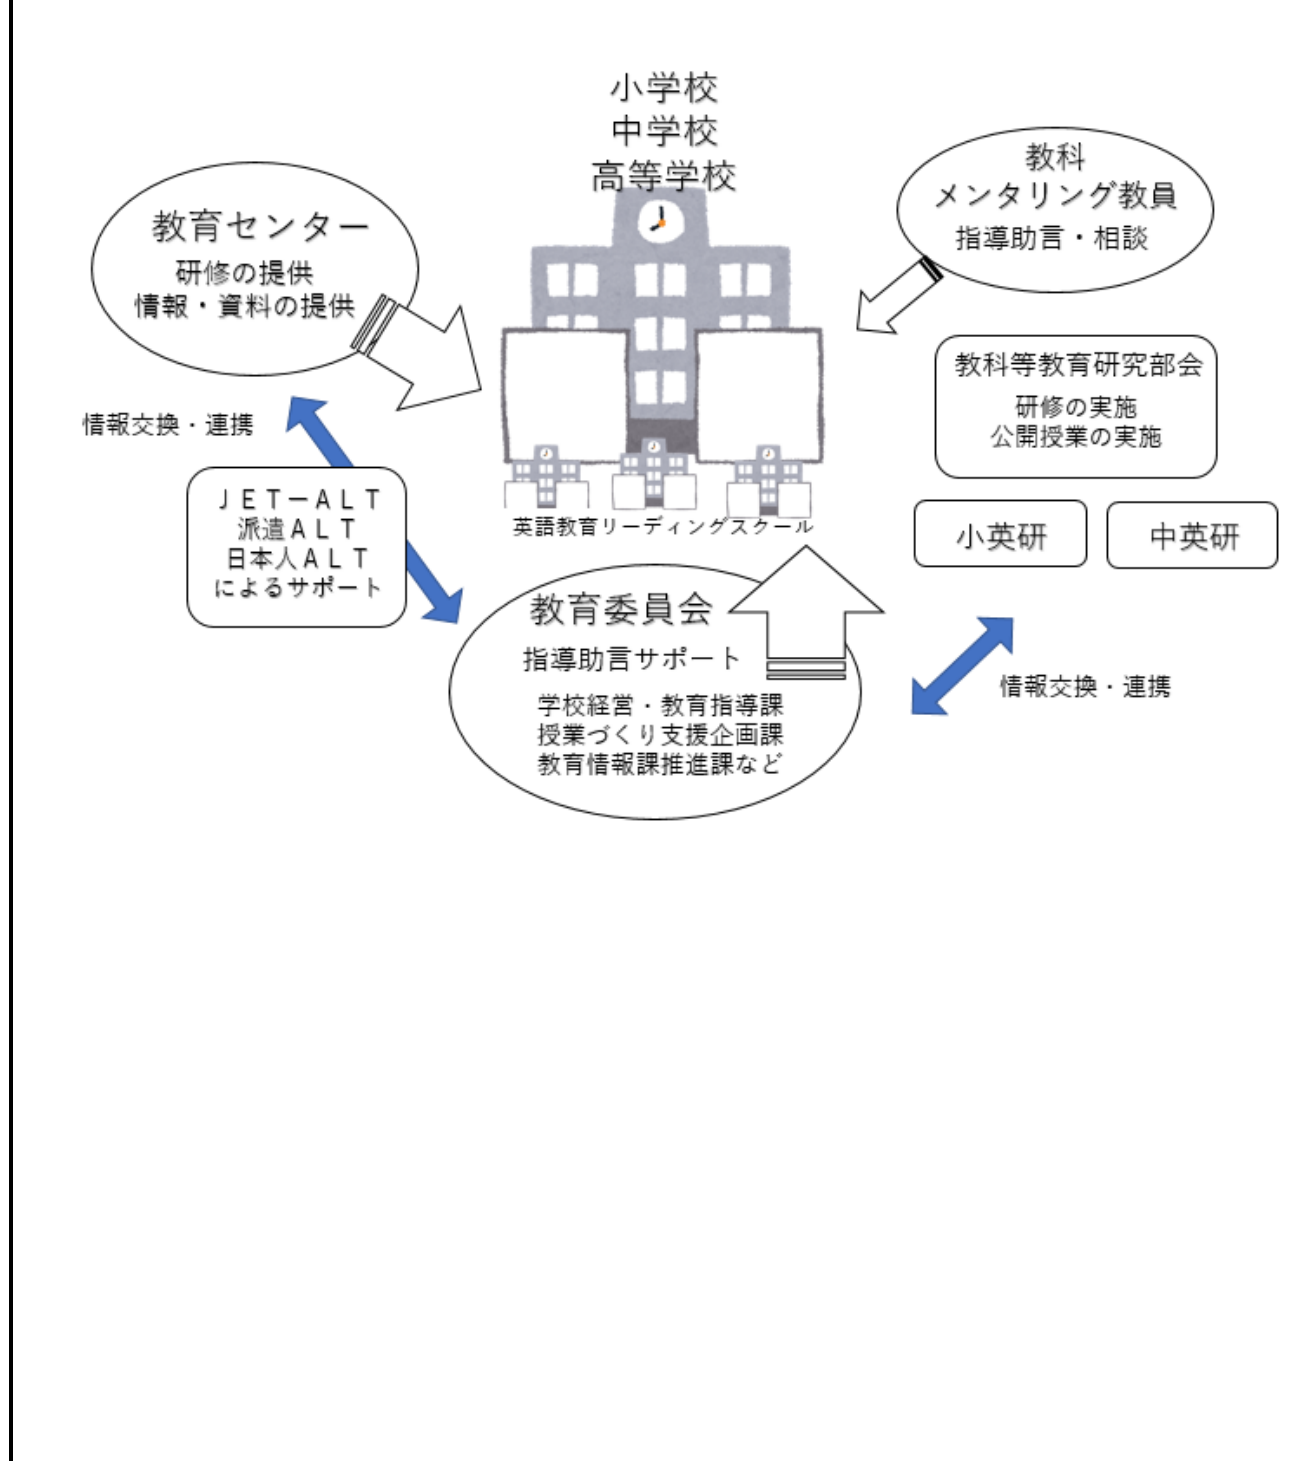 小学校
中学校
高等学校
教育センター
研修の提供
情報・資料の提供
教科
メンタリング教員
指導助言・相談
教科等教育研究部会
研修の実施
公開授業の実施
情報交換・連携
ＪＥＴーＡＬＴ
派遣ＡＬＴ
日本人ＡＬＴ
によるサポート
英語教育リーディングスクール
小英研
中英研
教育委員会
指導助言サポート
学校経営・教育指導課
授業づくり支援企画課
教育情報課推進課など
情報交換・連携